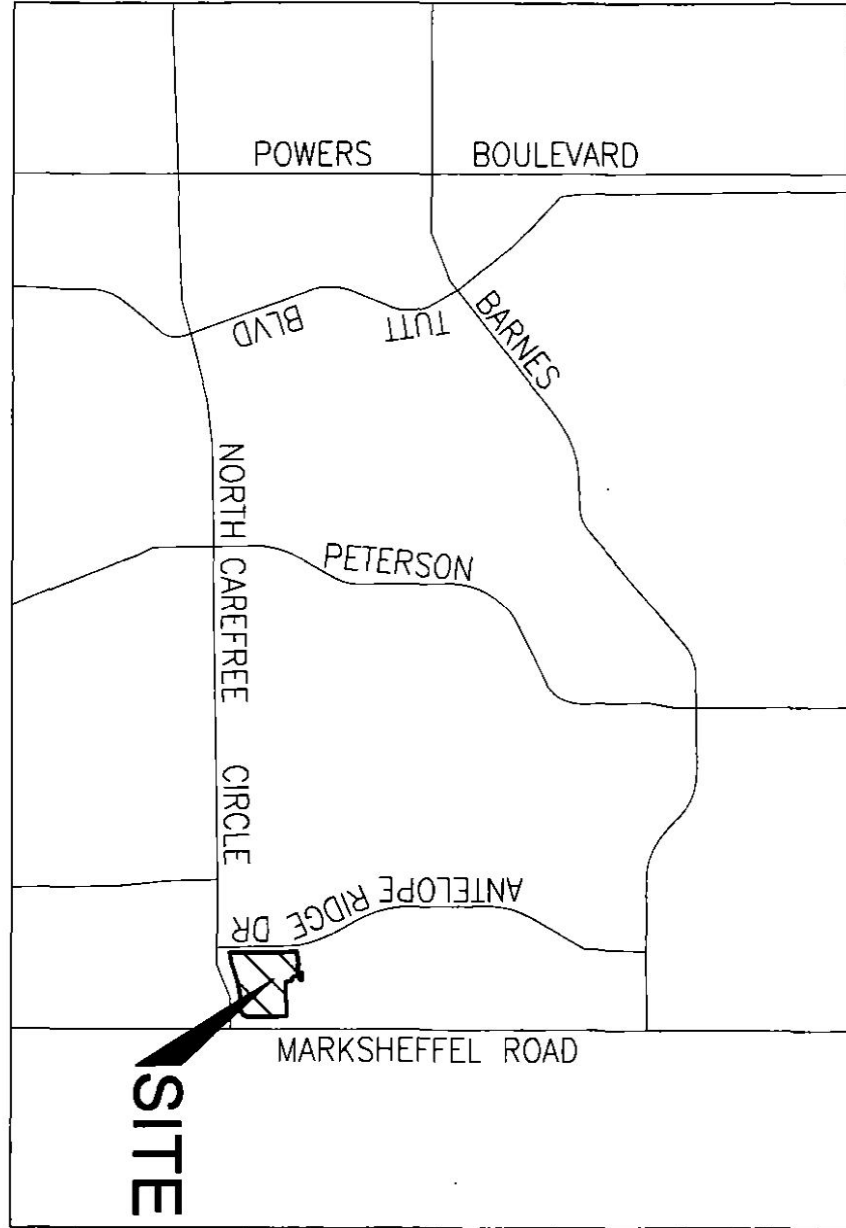 POWERS BOULEVARD
TUTT BLVD
BARNES
NORTH CAREFREE CIRCLE
PETERSON
ANTELOPE RIDGE DR
MARKSHEFFEL ROAD
SITE